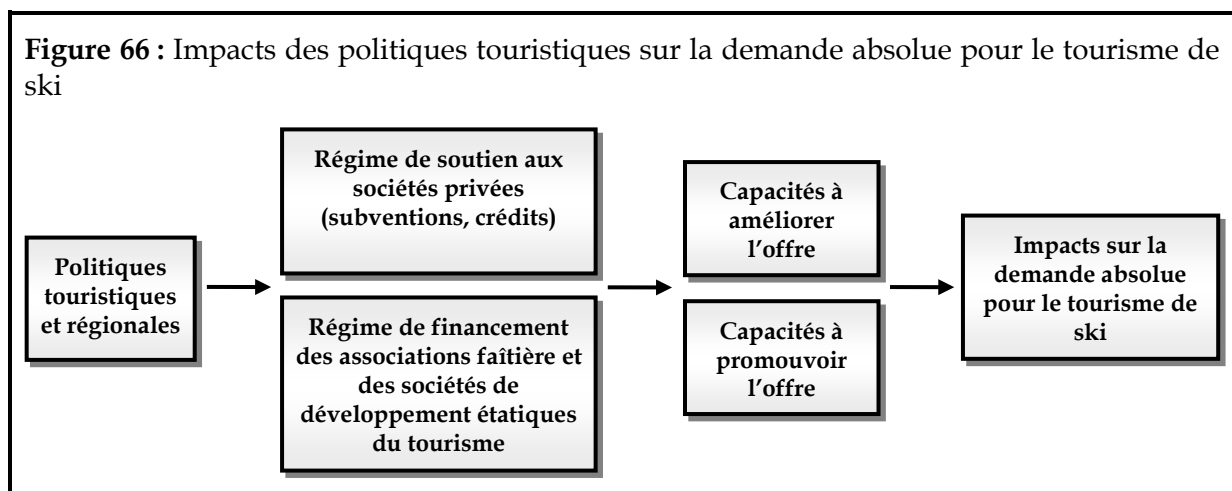 Figure 66 : Impacts des politiques touristiques sur la demande absolue pour le tourisme de
ski
Politiques
touristiques
et régionales
Régime de soutien aux
sociétés privées
(subventions, crédits)
Régime de financement
des associations faîtière et
des sociétés de
développement étatiques
du tourisme
Capacités à
améliorer
l’offre
Capacités à
promouvoir
l’offre
Impacts sur la
demande absolue
pour le tourisme de
ski